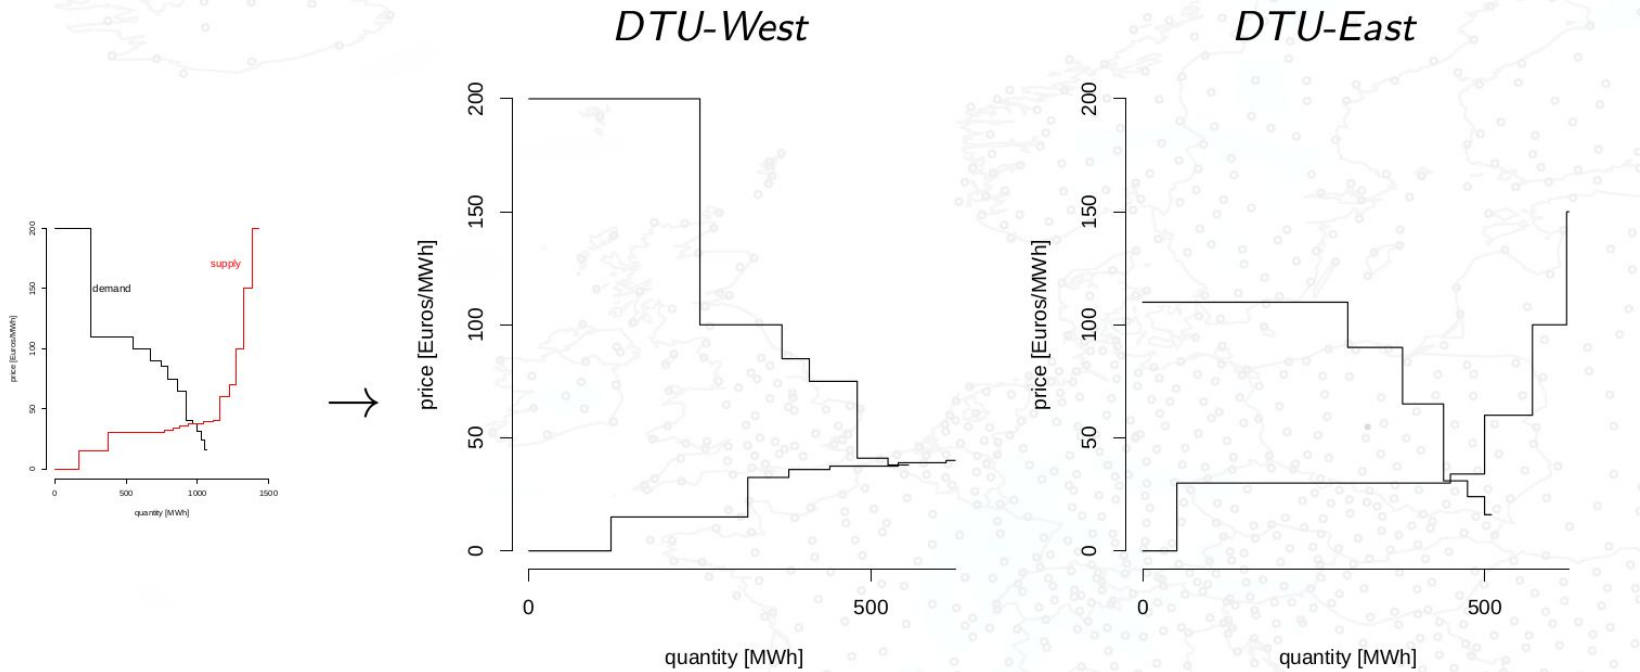 DTU-West
DTU-East
200
150
100
50
0
price [Euros/MWh]
demand
supply
0
500
1000
1500
quantity [MWh]
→
200
150
100
50
0
price [Euros/MWh]
0
500
quantity [MWh]
200
150
100
50
0
price [Euros/MWh]
0
500
quantity [MWh]